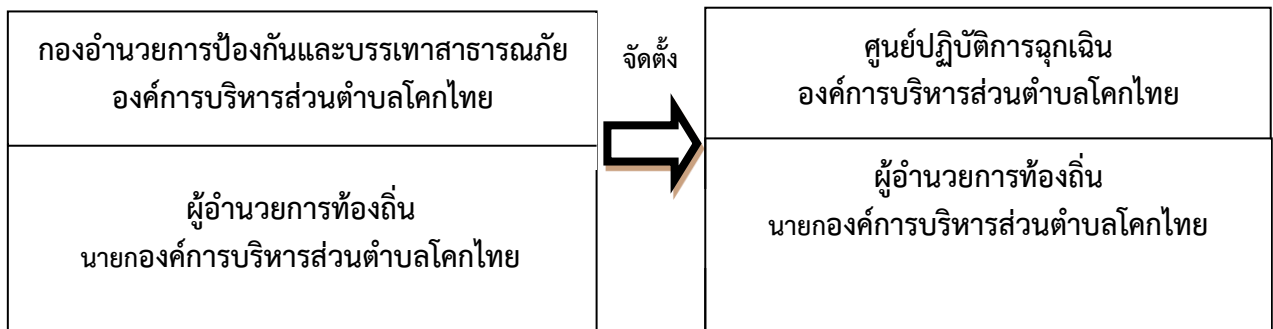 กองอำนวยการป้องกันและบรรเทาสาธารณภัย
องค์การบริหารส่วนตำบลโคกไทย
ผู้อำนวยการท้องถิ่น
นายกองค์การบริหารส่วนตำบลโคกไทย
จัดตั้ง
ศูนย์ปฏิบัติการฉุกเฉิน
องค์การบริหารส่วนตำบลโคกไทย
ผู้อำนวยการท้องถิ่น
นายกองค์การบริหารส่วนตำบลโคกไทย